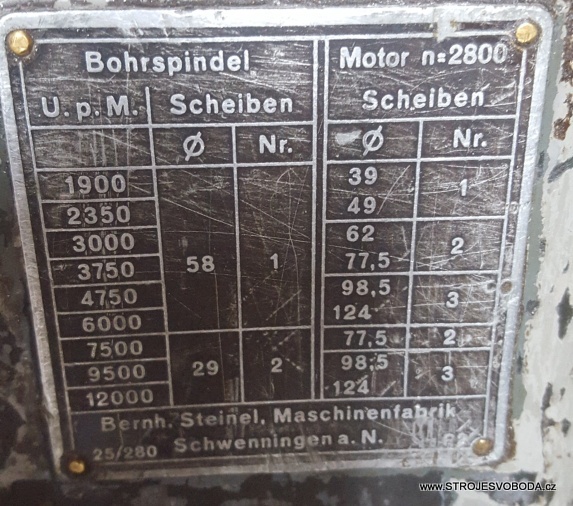 Bohrspindel Motor n=2800
U.p.M. Scheiben Scheiben
Ø Nr. Ø Nr.
1900 39
2350 49 1
3000 62
3750 58 1 77,5 2
4750 98,5
6000 124 3
7500 77,5 2
9500 29 2 98,5
12000 124 3
Bernh. Steinel, Maschinenfabrik
25/280 Schwenningen a. N.
www.STROJESVOBODA.cz